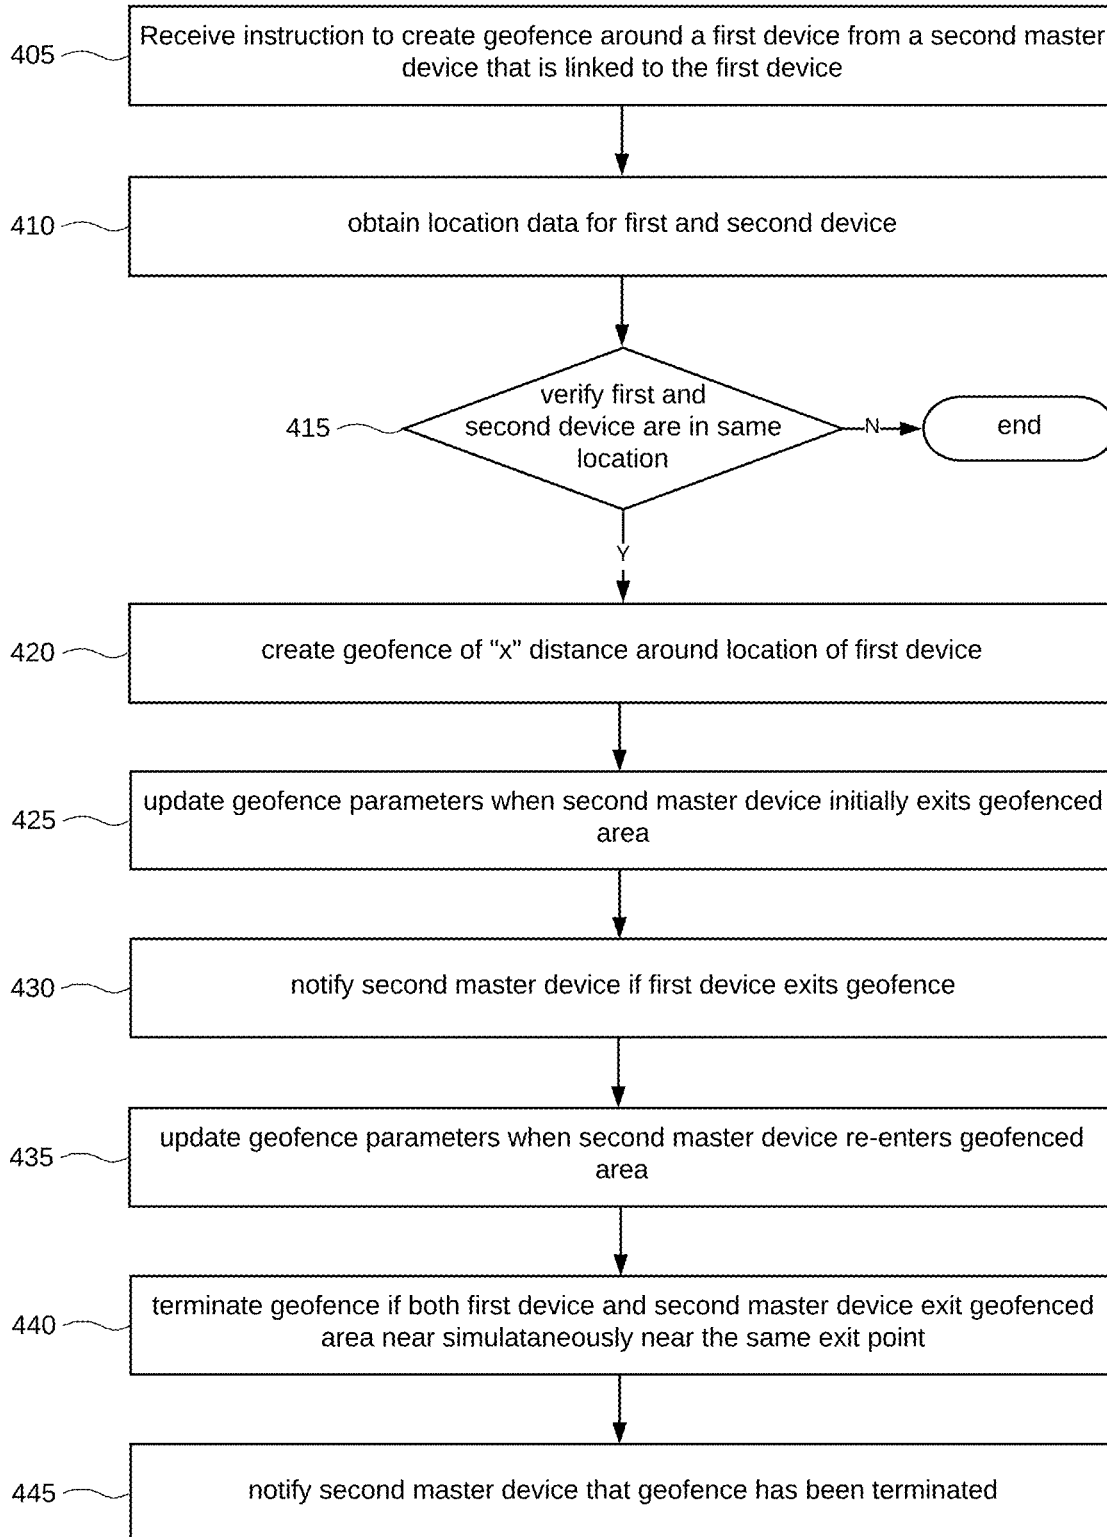 405
Receive instruction to create geofence around a first device from a second master
device that is linked to the first device
410
obtain location data for first and second device
415
verify first and
second device are in same
location
N
end
Y
420
create geofence of "x" distance around location of first device
425
update geofence parameters when second master device initially exits geofenced
area
430
notify second master device if first device exits geofence
435
update geofence parameters when second master device re-enters geofenced
area
440
terminate geofence if both first device and second master device exit geofenced
area near simulataneously near the same exit point
445
notify second master device that geofence has been terminated